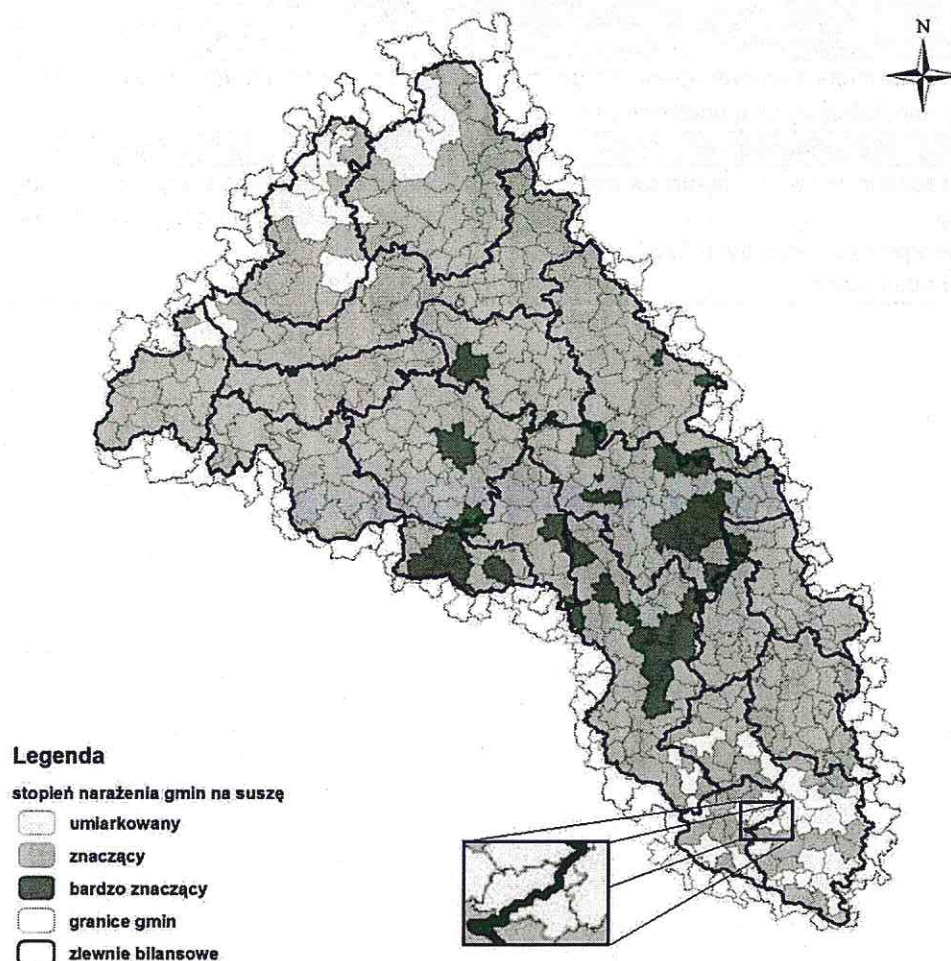 N
Legenda
stopień narażenia gmin na suszę
umiarkowany
znaczący
bardzo znaczący
granice gmin
zlewnie bilansowe